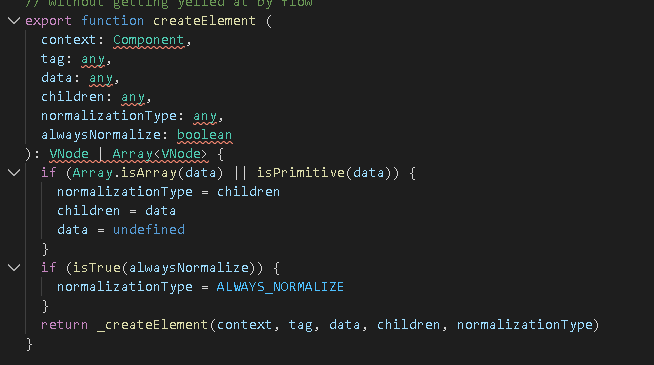 // without getting yelled at by flow
export function createElement (
  context: Component,
  tag: any,
  data: any,
  children: any,
  normalizationType: any,
  alwaysNormalize: boolean
): VNode | Array<VNode> {
  if (Array.isArray(data) || isPrimitive(data)) {
    normalizationType = children
    children = data
    data = undefined
  }
  if (isTrue(alwaysNormalize)) {
    normalizationType = ALWAYS_NORMALIZE
  }
  return _createElement(context, tag, data, children, normalizationType)
}